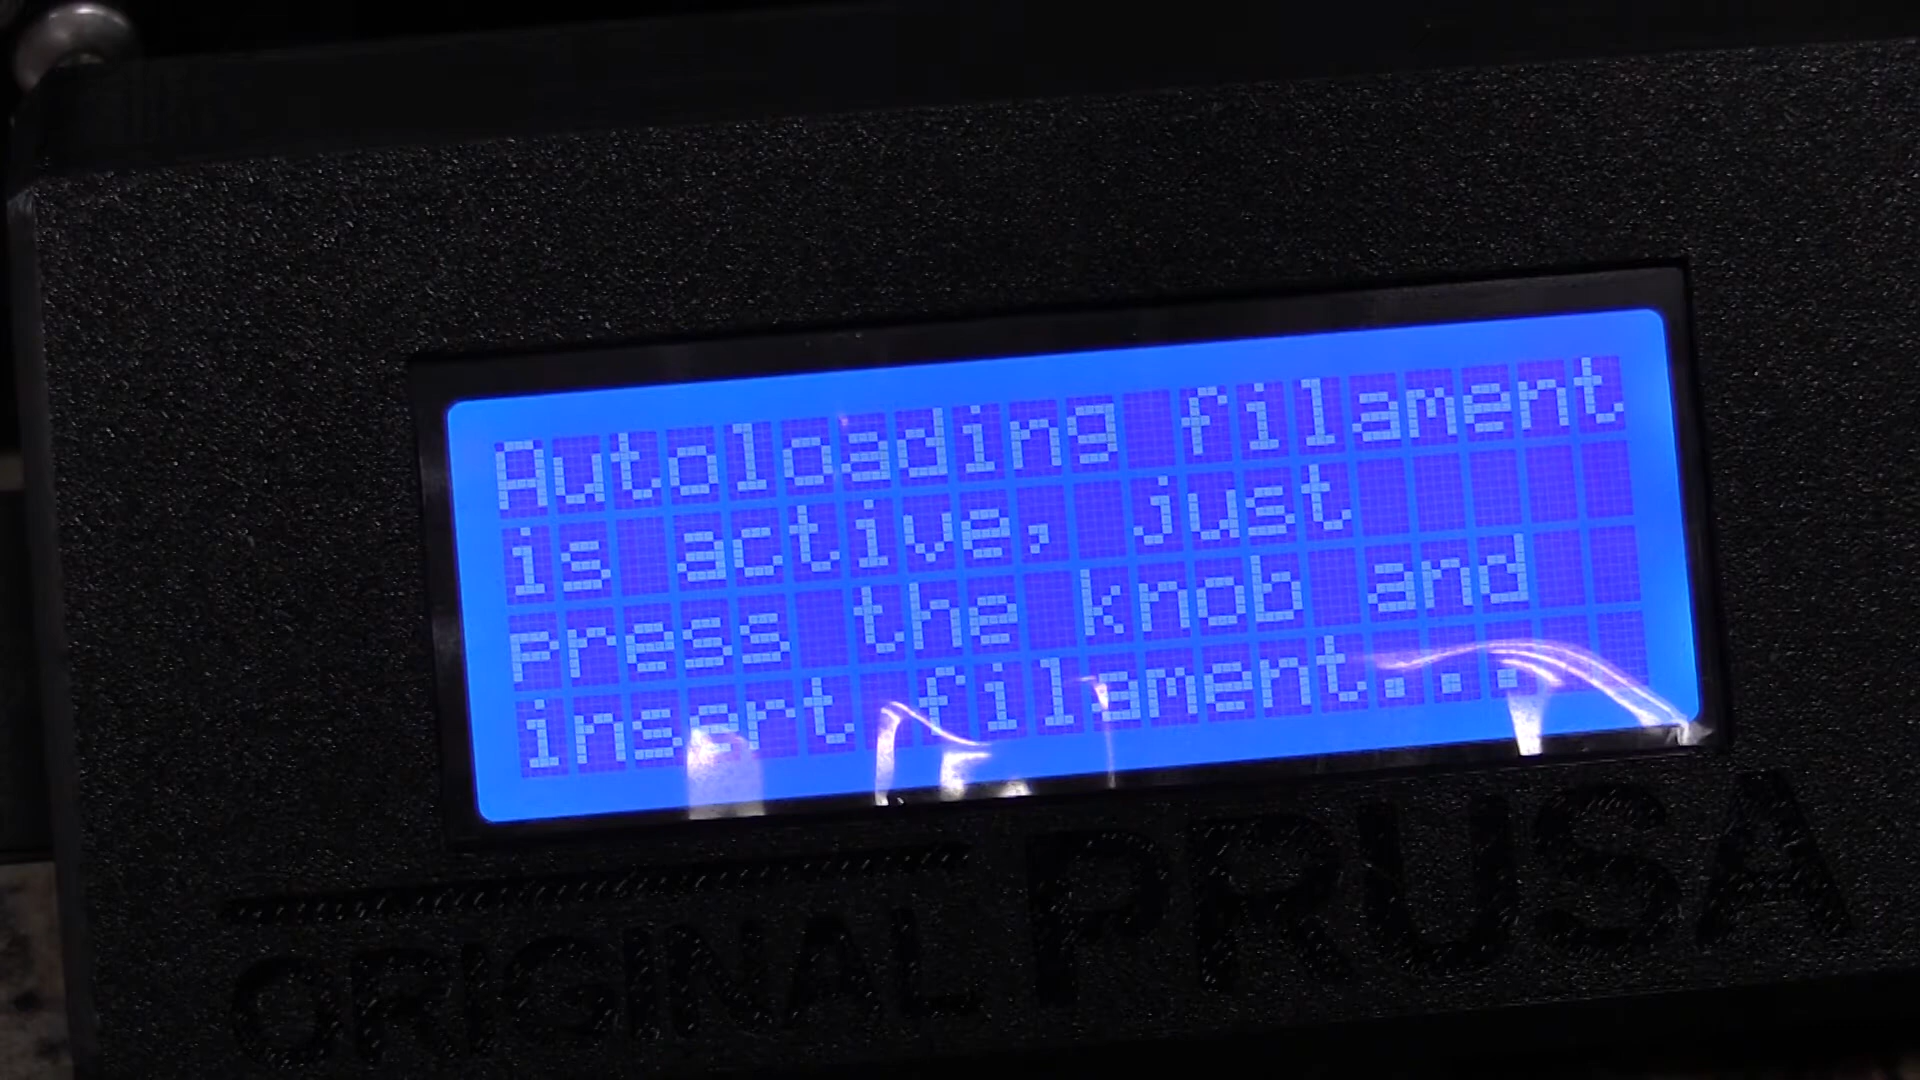 Autoloading filament
is active, just
press the knob and
insert filament...
ORIGINAL PRUSA